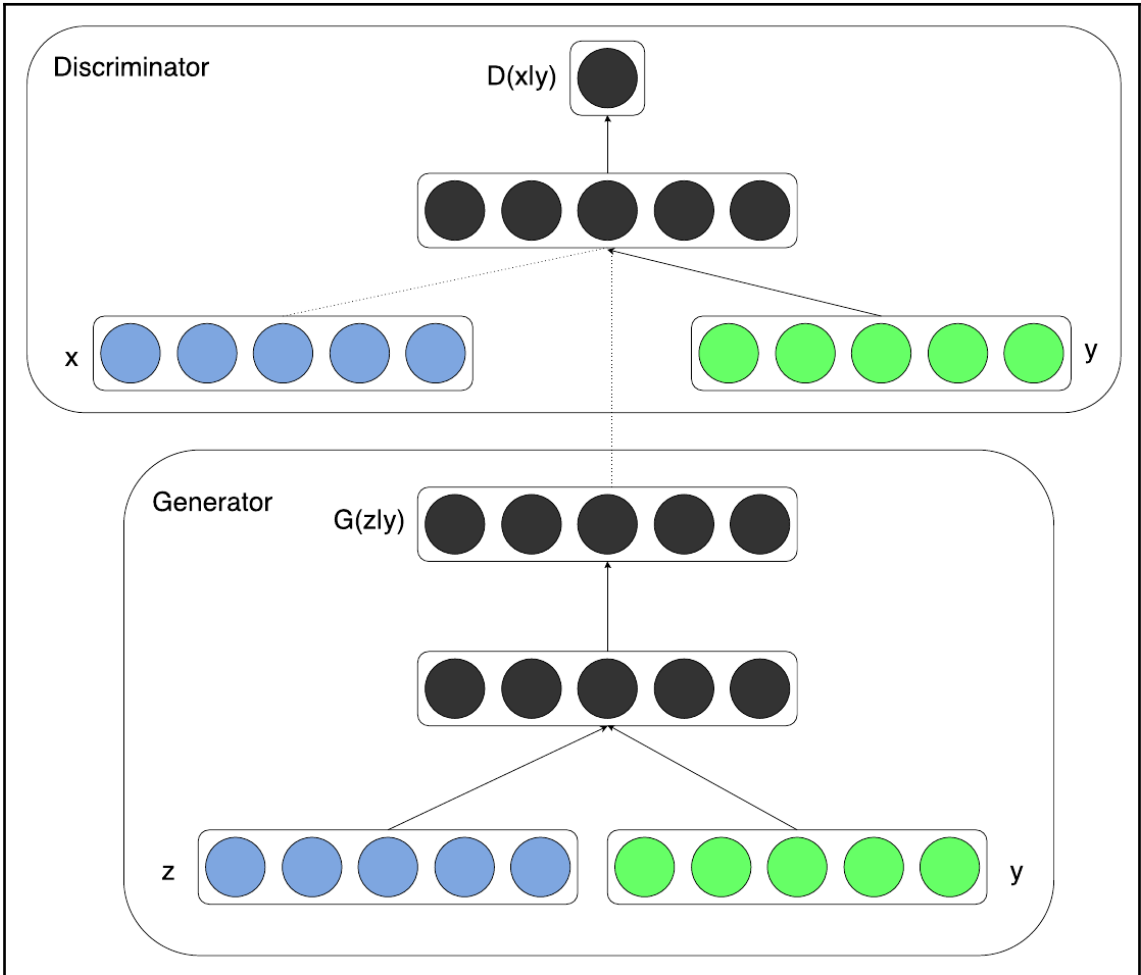 Discriminator
D(x|y)
x
y
Generator
G(z|y)
z
y